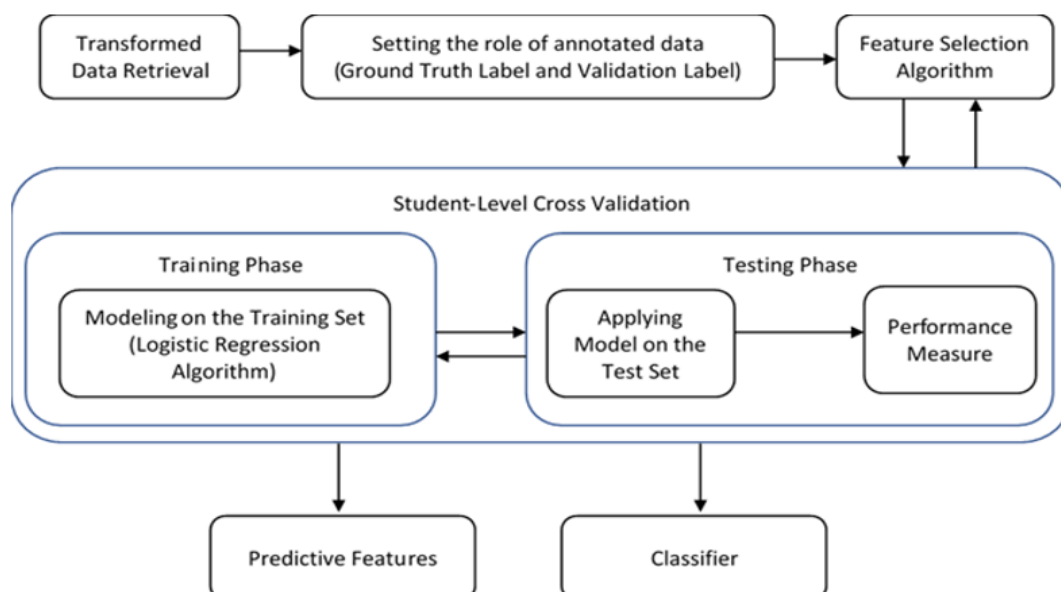 Transformed
Data Retrieval
Setting the role of annotated data
(Ground Truth Label and Validation Label)
Feature Selection
Algorithm
Student-Level Cross Validation
Training Phase
Modeling on the Training Set
(Logistic Regression
Algorithm)
Testing Phase
Applying
Model on the
Test Set
Performance
Measure
Predictive Features
Classifier